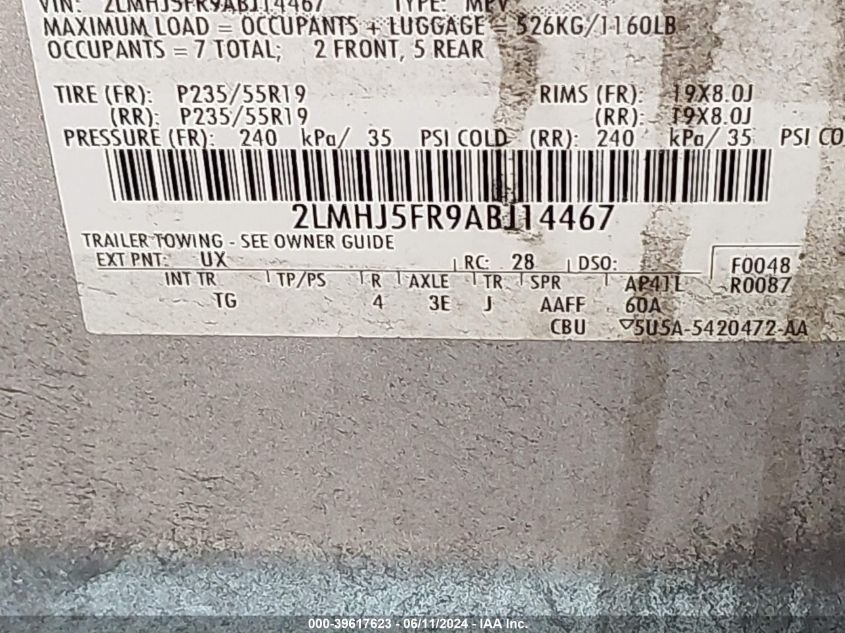 VIN: 2LMHJ5FR9ABJ14467 TYPE: MPV
MAXIMUM LOAD = OCCUPANTS + LUGGAGE = 526KG/1160LB
OCCUPANTS = 7 TOTAL; 2 FRONT, 5 REAR
TIRE (FR): P235/55R19 RIMS (FR): 19X8.0J
(RR): P235/55R19 (RR): 19X8.0J
PRESSURE (FR): 240 kPa/ 35 PSI COLD (RR): 240 kPa/ 35 PSI CO
2LMHJ5FR9ABJ14467
TRAILER TOWING - SEE OWNER GUIDE
EXT PNT: UX RC: 28 DSO: F0048
INT TR TP/PS R AXLE TR SPR AP41L R0087
TG 4 3E J AAFF 60A
CBU 5U5A-5420472-AA
000-39617623 - 06/11/2024 - IAAI Inc.